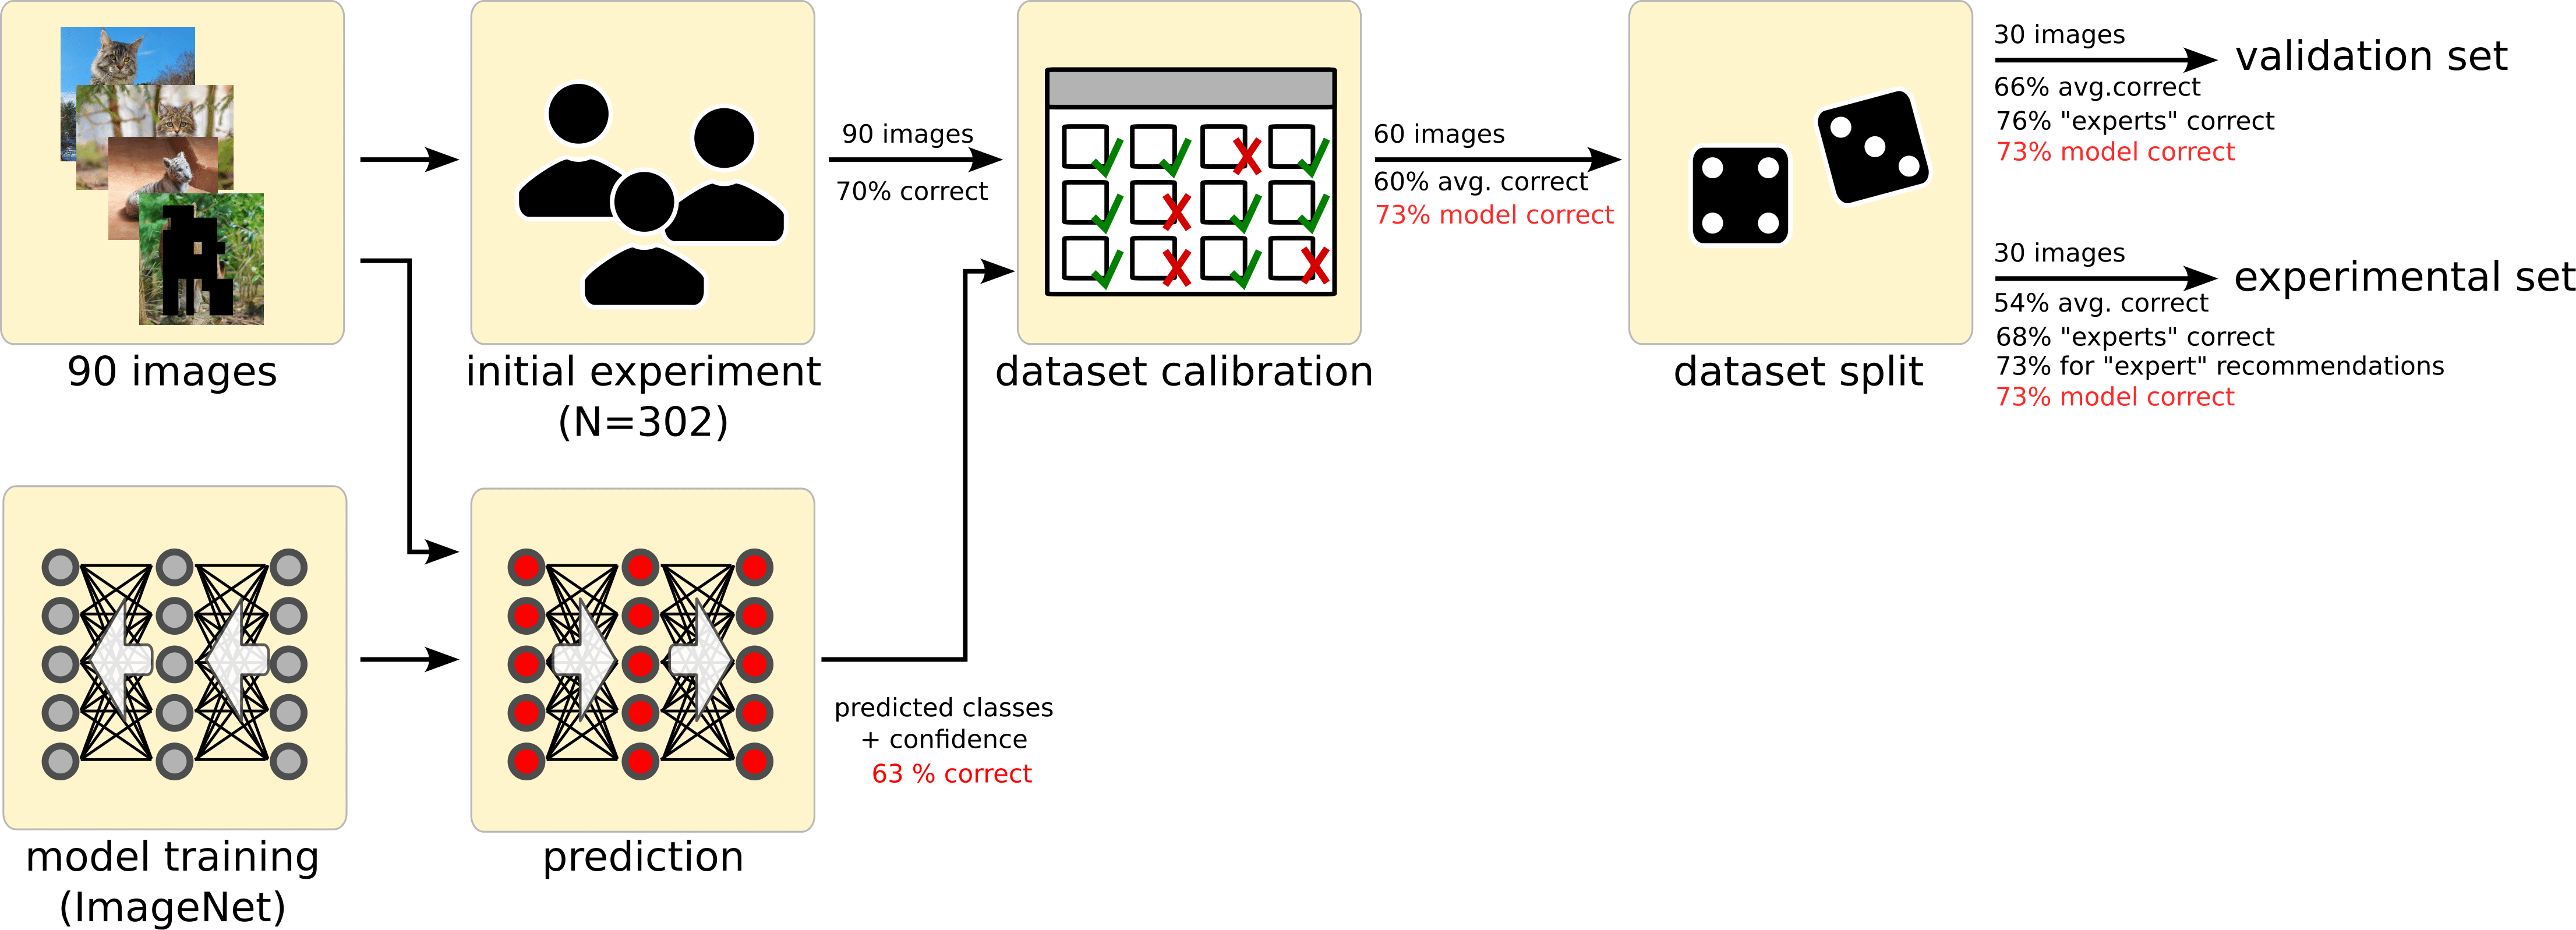 90 images
initial experiment
(N=302)
90 images
70% correct
dataset calibration
60 images
60% avg. correct
73% model correct
dataset split
30 images
validation set
66% avg.correct
76% "experts" correct
73% model correct
30 images
experimental set
54% avg. correct
68% "experts" correct
73% for "expert" recommendations
73% model correct
model training
(ImageNet)
prediction
predicted classes
+ confidence
63 % correct